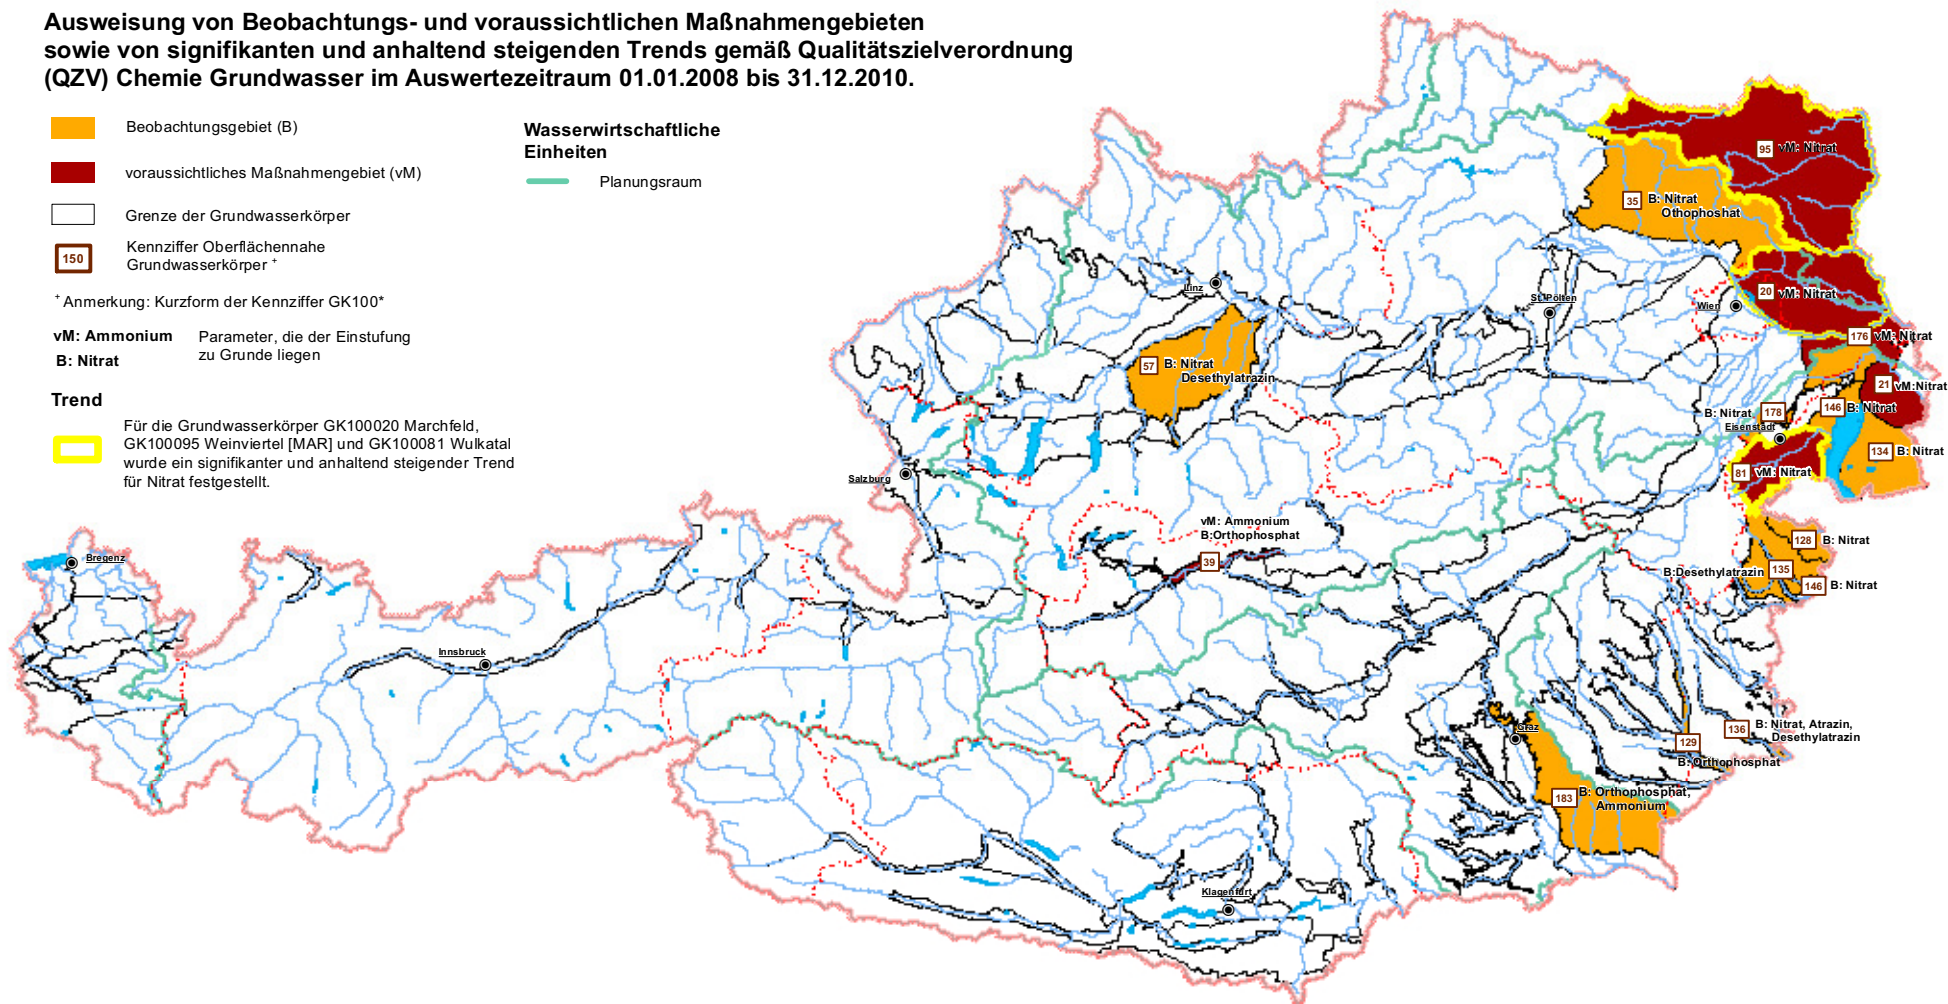 Ausweisung von Beobachtungs- und voraussichtlichen Maßnahmengebieten
sowie von signifikanten und anhaltend steigenden Trends gemäß Qualitätszielverordnung
(QZV) Chemie Grundwasser im Auswertezeitraum 01.01.2008 bis 31.12.2010.
Beobachtungsgebiet (B)
voraussichtliches Maßnahmengebiet (vM)
Grenze der Grundwasserkörper
150
Kennziffer Oberflächennahe
Grundwasserkörper +
+ Anmerkung: Kurzform der Kennziffer GK100*
vM: Ammonium
B: Nitrat
Parameter, die der Einstufung
zu Grunde liegen
Trend
Für die Grundwasserkörper GK100020 Marchfeld,
GK100095 Weinviertel [MAR] und GK100081 Wulkatal
wurde ein signifikanter und anhaltend steigender Trend
für Nitrat festgestellt.
Wasserwirtschaftliche
Einheiten
Planungsraum
95 vM: Nitrat
35 B: Nitrat
Othophoshat
20 vM: Nitrat
Wien
St. Pölten
Linz
176 vM: Nitrat
57 B: Nitrat
Desethylatrazin
21 vM:Nitrat
146 B: Nitrat
B: Nitrat 178
Eisenstadt
134 B: Nitrat
81 vM: Nitrat
Salzburg
vM: Ammonium
B:Orthophosphat
39
128 B: Nitrat
B:Desethylatrazin 135
146 B: Nitrat
Bregenz
Innsbruck
Graz
136 B: Nitrat, Atrazin,
Desethylatrazin
129
B: Orthophosphat
183 B: Orthophosphat,
Ammonium
Klagenfurt